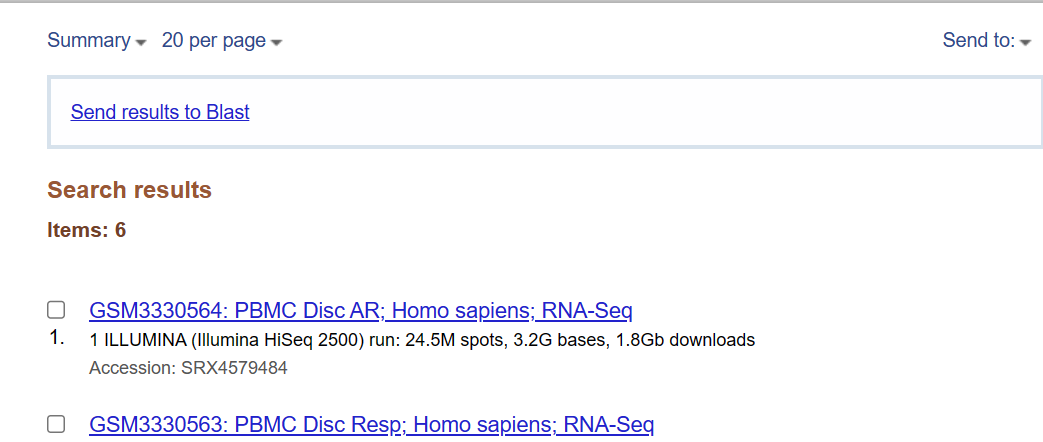 Summary 20 per page Send to:
Send results to Blast
Search results
Items: 6
GSM3330564: PBMC Disc AR; Homo sapiens; RNA-Seq
1. 1 ILLUMINA (Illumina HiSeq 2500) run: 24.5M spots, 3.2G bases, 1.8Gb downloads
Accession: SRX4579484
GSM3330563: PBMC Disc Resp; Homo sapiens; RNA-Seq